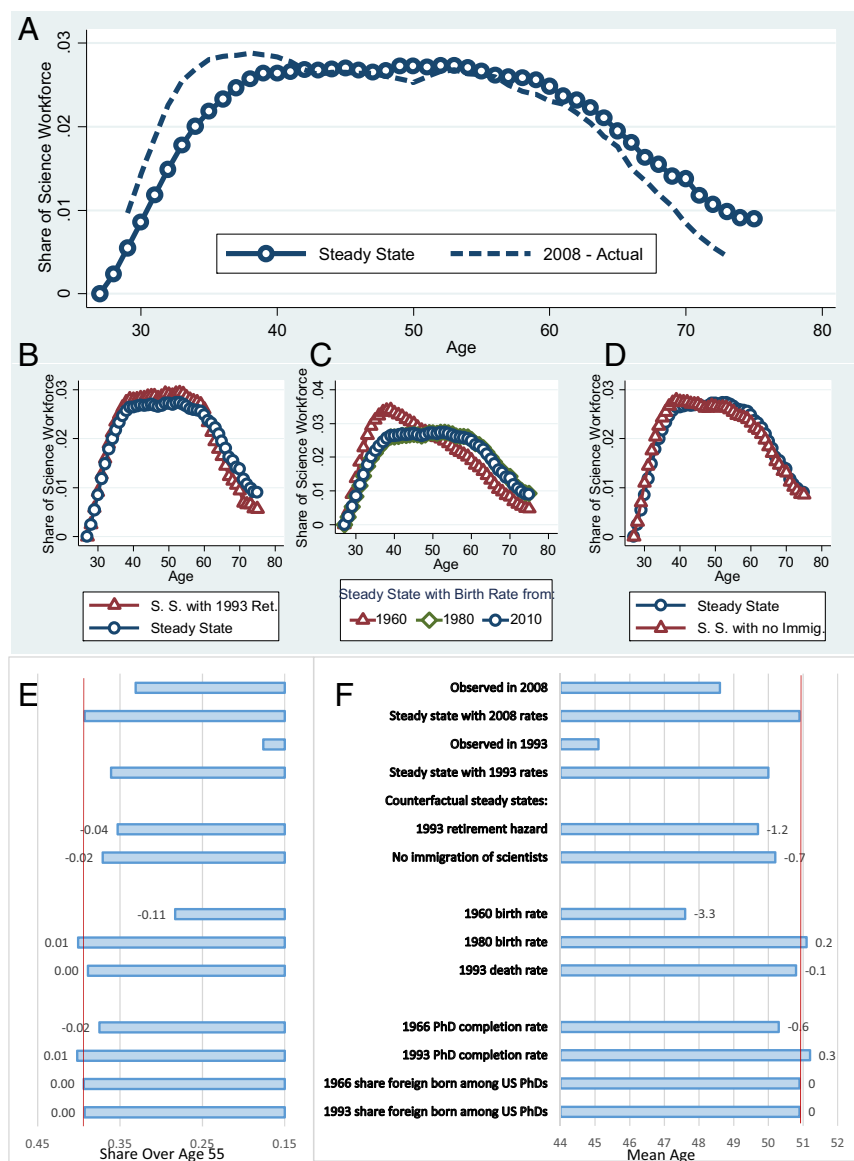 A
Share of Science Workforce
.03
.02
.01
0
Steady State
2008 - Actual
30 40 50 60 70 80
Age
B
Share of Science Workforce
.03
.02
.01
0
30 40 50 60 70 80
Age
S. S. with 1993 Ret.
Steady State
C
Share of Science Workforce
.04
.03
.02
.01
0
30 40 50 60 70 80
Age
Steady State with Birth Rate from:
1960 1980 2010
D
Share of Science Workforce
.03
.02
.01
0
30 40 50 60 70 80
Age
Steady State
S. S. with no Immig.
E
-0.04
-0.02
-0.11
0.01
0.00
-0.02
0.01
0.00
0.00
0.45 0.35 0.25 0.15
Share Over Age 55
F
Observed in 2008
Steady state with 2008 rates
Observed in 1993
Steady state with 1993 rates
Counterfactual steady states:
1993 retirement hazard -1.2
No immigration of scientists -0.7
1960 birth rate -3.3
1980 birth rate 0.2
1993 death rate -0.1
1966 PhD completion rate -0.6
1993 PhD completion rate 0.3
1966 share foreign born among US PhDs 0
1993 share foreign born among US PhDs 0
44 45 46 47 48 49 50 51 52
Mean Age